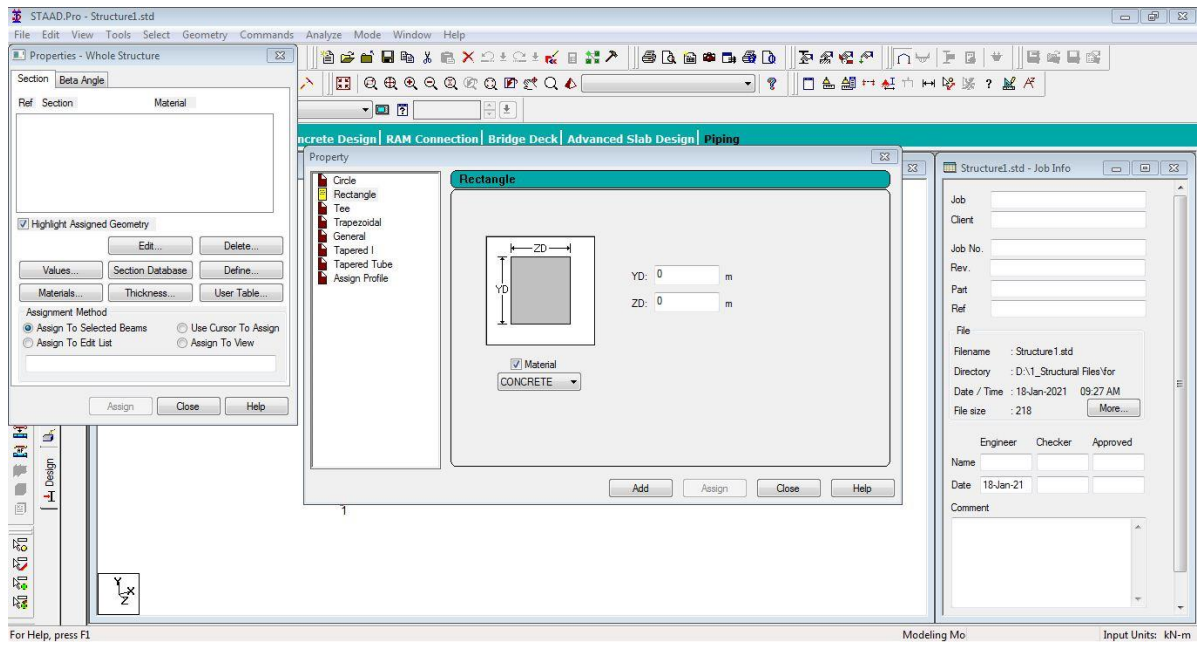 STAAD.Pro - Structure1.std
File Edit View Tools Select Geometry Commands Analyze Mode Window Help
Properties - Whole Structure
Section Beta Angle
Ref Section Material
Highlight Assigned Geometry
Edit... Delete...
Values... Section Database Define...
Materials... Thickness... User Table...
Assignment Method
Assign To Selected Beams Use Cursor To Assign
Assign To Edit List Assign To View
Assign Close Help
Design
ncrete Design RAM Connection Bridge Deck Advanced Slab Design Piping
Property
Circle
Rectangle
Tee
Trapezoidal
General
Tapered I
Tapered Tube
Assign Profile
Rectangle
ZD
YD
YD: 0 m
ZD: 0 m
Material
CONCRETE
Add Assign Close Help
1
Y
X
Z
Structure1.std - Job Info
Job
Client
Job No.
Rev.
Part
Ref
File
Filename : Structure1.std
Directory : D:\1_Structural Files\for
Date / Time : 18-Jan-2021 09:27 AM
File size : 218 More...
Engineer Checker Approved
Name
Date 18-Jan-21
Comment
For Help, press F1 Modeling Mo Input Units: kN-m